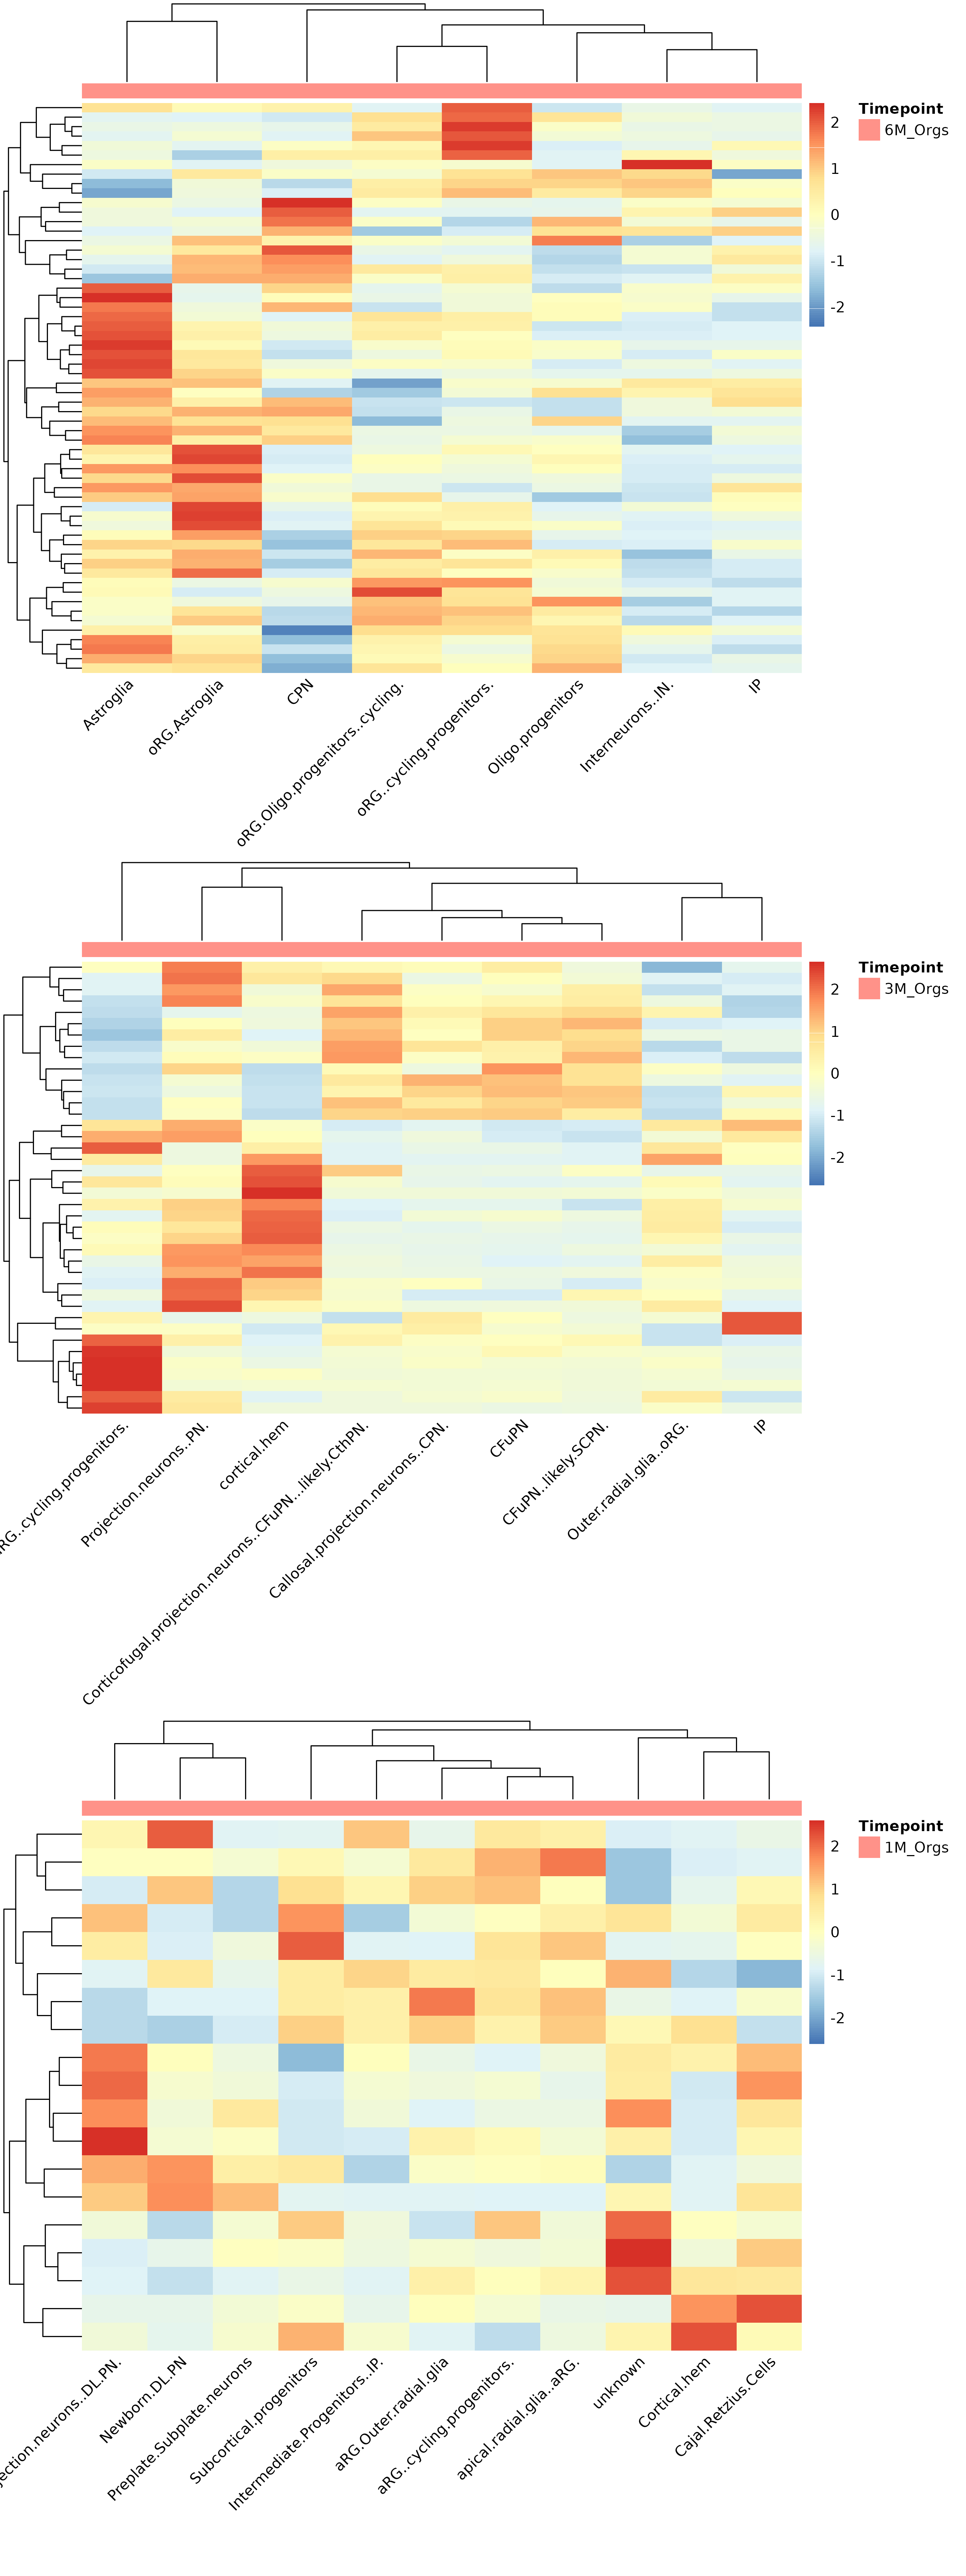 Timepoint
6M_Orgs
2
1
0
-1
-2
Astroglia
oRG.Astroglia
CPN
oRG.Oligo.progenitors..cycling.
oRG..cycling.progenitors.
Oligo.progenitors
Interneurons..IN.
IP
Timepoint
3M_Orgs
2
1
0
-1
-2
RG..cycling.progenitors.
Projection.neurons..PN.
cortical.hem
Corticofugal.projection.neurons..CFuPN...likely.CthPN.
Callosal.projection.neurons..CPN.
CFuPN
CFuPN..likely.SCPN.
Outer.radial.glia..oRG.
IP
Timepoint
1M_Orgs
2
1
0
-1
-2
jection.neurons..DL.PN.
Newborn.DL.PN
Preplate.Subplate.neurons
Subcortical.progenitors
Intermediate.Progenitors..IP.
aRG.Outer.radial.glia
aRG..cycling.progenitors.
apical.radial.glia..aRG.
unknown
Cortical.hem
Cajal.Retzius.Cells